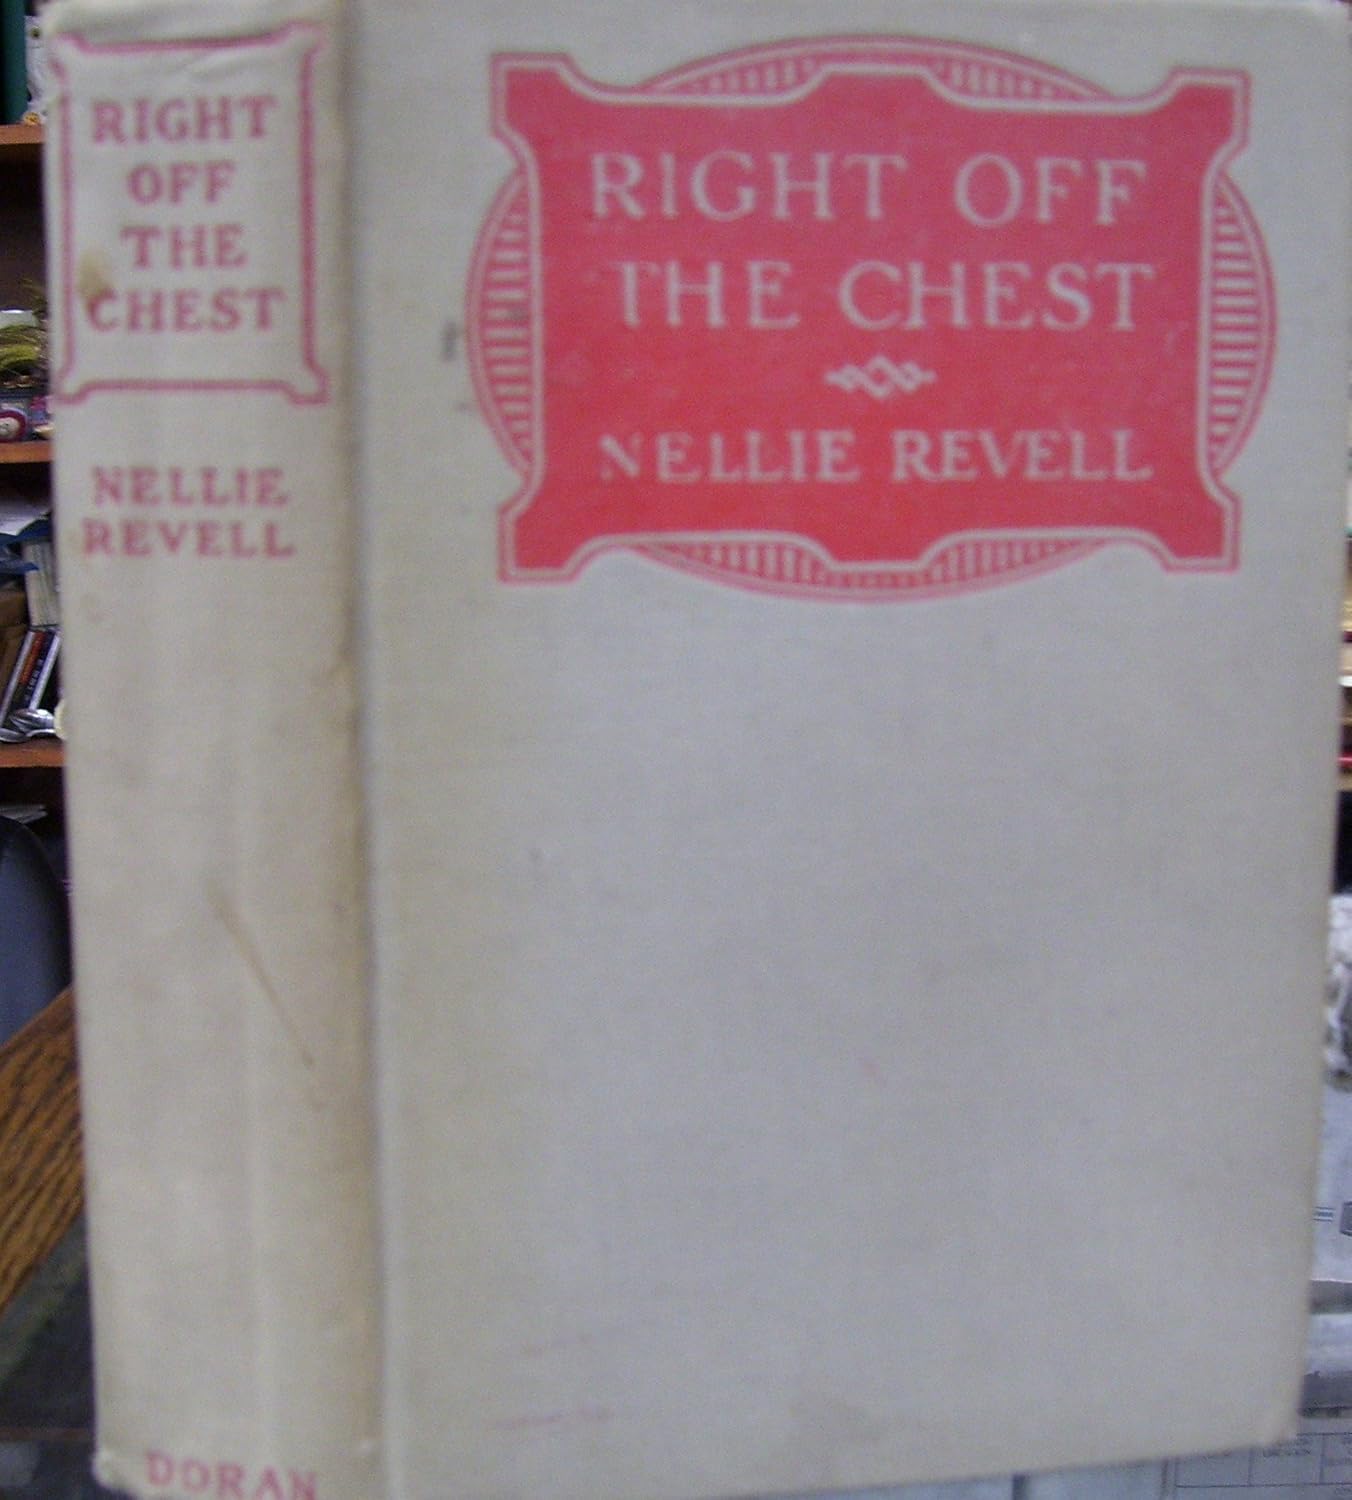 RIGHT
OFF
THE
CHEST
NELLIE
REVELL
DORAN
RIGHT OFF
THE CHEST
NELLIE REVELL